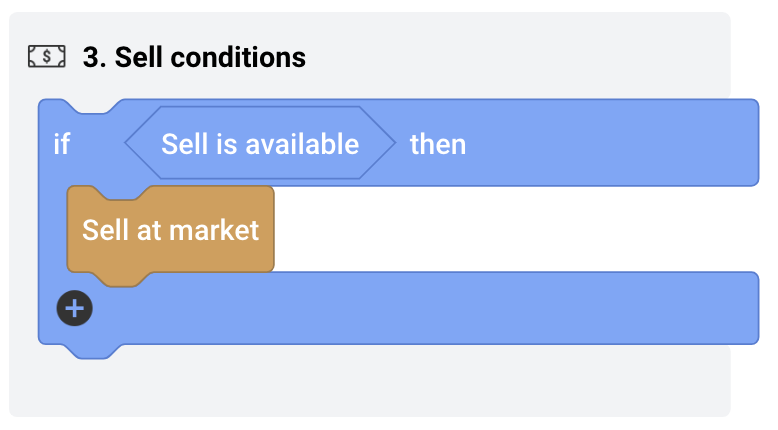 3. Sell conditions
if Sell is available then
Sell at market